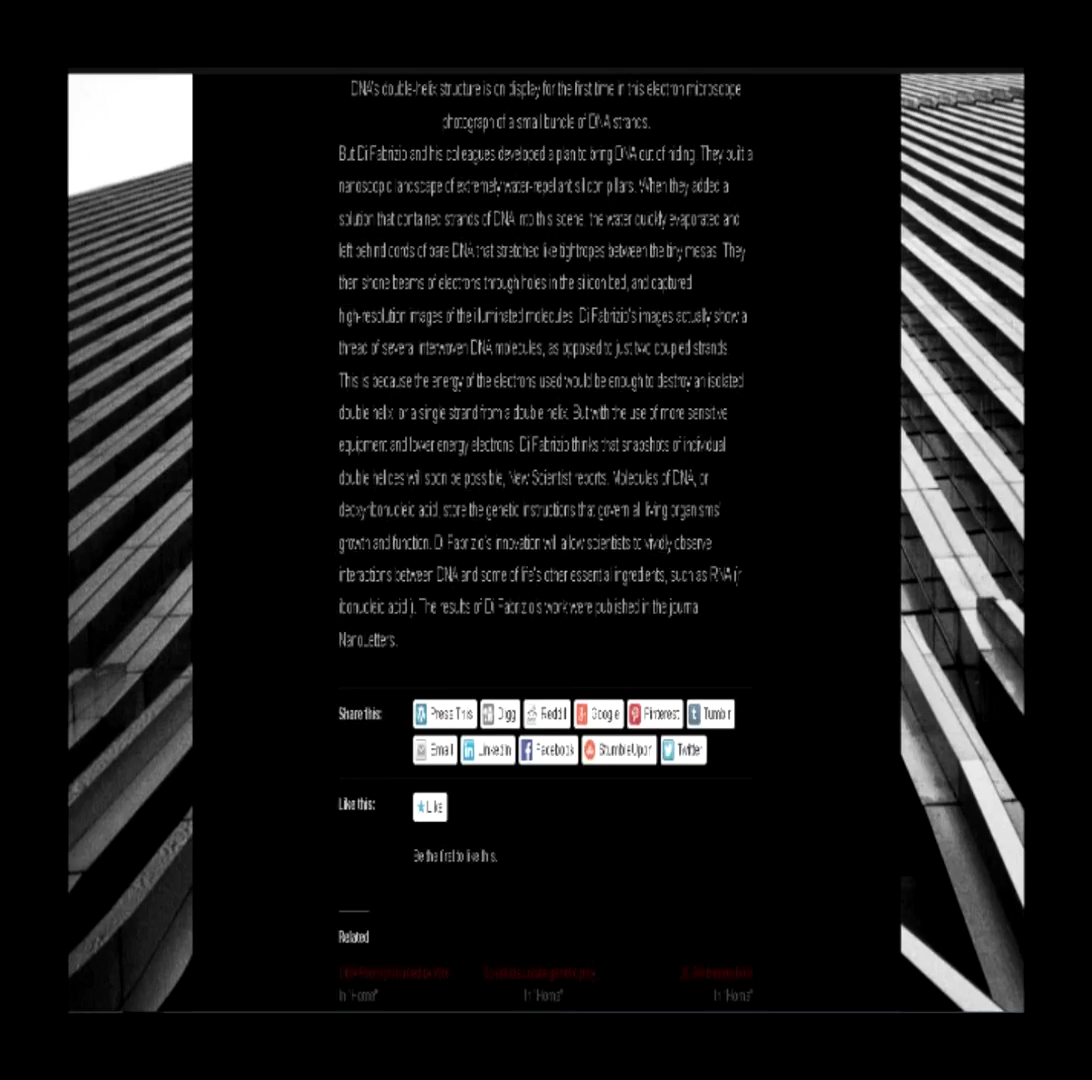 DNA's double-helix structure is on display for the first time in this electron microscope
photograph of a small bundle of DNA strands.
But Di Fabrizio and his colleagues developed a plan to bring DNA out of hiding. They built a
nanoscopic landscape of extremely water-repellant silicon pillars. When they added a
solution that contained strands of DNA into this scene, the water quickly evaporated and
left behind cords of bare DNA that stretched like tightropes between the tiny mesas. They
then shone beams of electrons through holes in the silicon bed, and captured
high-resolution images of the illuminated molecules. Di Fabrizio's images actually show a
thread of several interwoven DNA molecules, as opposed to just two coupled strands.
This is because the energy of the electrons used would be enough to destroy an isolated
double helix, or a single strand from a double helix. But with the use of more sensitive
equipment and lower energy electrons, Di Fabrizio thinks that snapshots of individual
double helices will soon be possible, New Scientist reports. Molecules of DNA, or
deoxyribonucleic acid, store the genetic instructions that govern all living organisms'
growth and function. Di Fabrizio's innovation will allow scientists to vividly observe
interactions between DNA and some of life's other essential ingredients, such as RNA (r
ibonucleic acid ). The results of Di Fabrizio's work were published in the journal
NanoLetters.
Share this: Press This Digg Reddit Google Pinterest Tumblr
Email LinkedIn Facebook StumbleUpon Twitter
Like this: Like
Be the first to like this.
Related
In "Home" In "Home" In "Home"